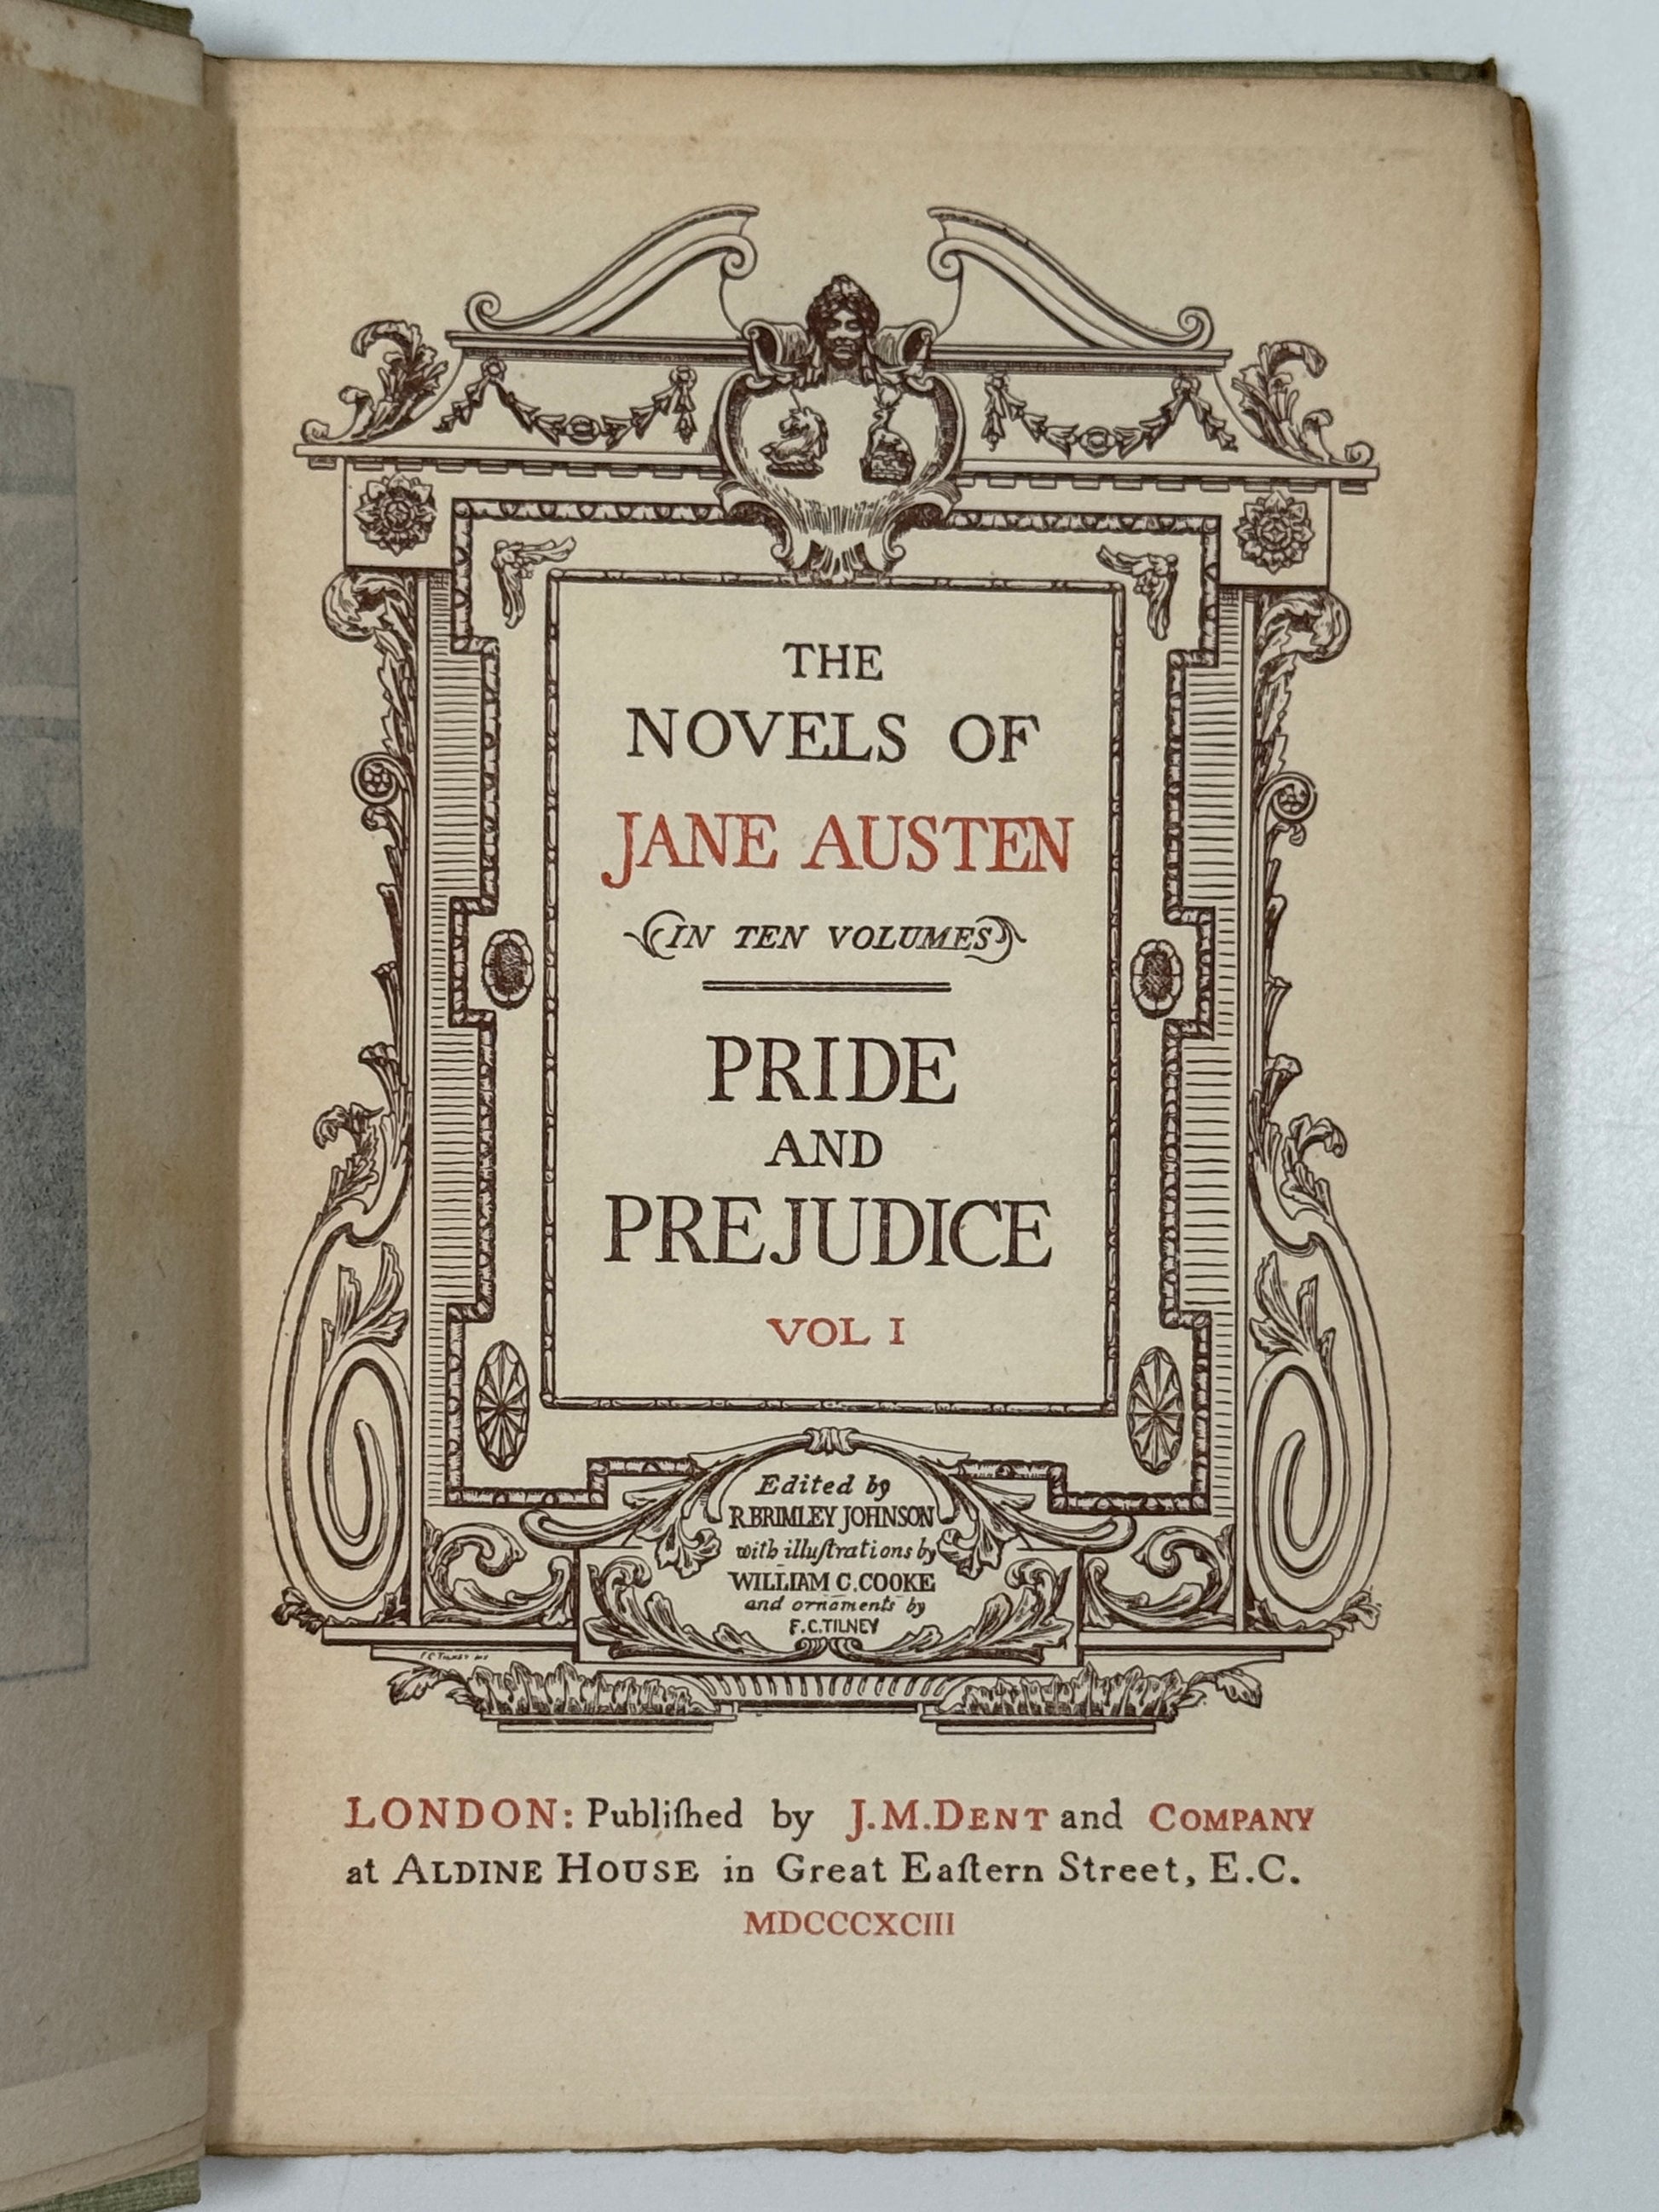 THE
NOVELS OF
JANE AUSTEN
(IN TEN VOLUMES)
PRIDE
AND
PREJUDICE
VOL I
Edited by
R.BRIMLEY JOHNSON
with illuſtrations by
WILLIAM C.COOKE
and ornaments by
F.C.TILNEY
F C TILNEY
LONDON: Publiſhed by J.M.DENT and COMPANY
at ALDINE HOUSE in Great Eaſtern Street, E.C.
MDCCCXCIII